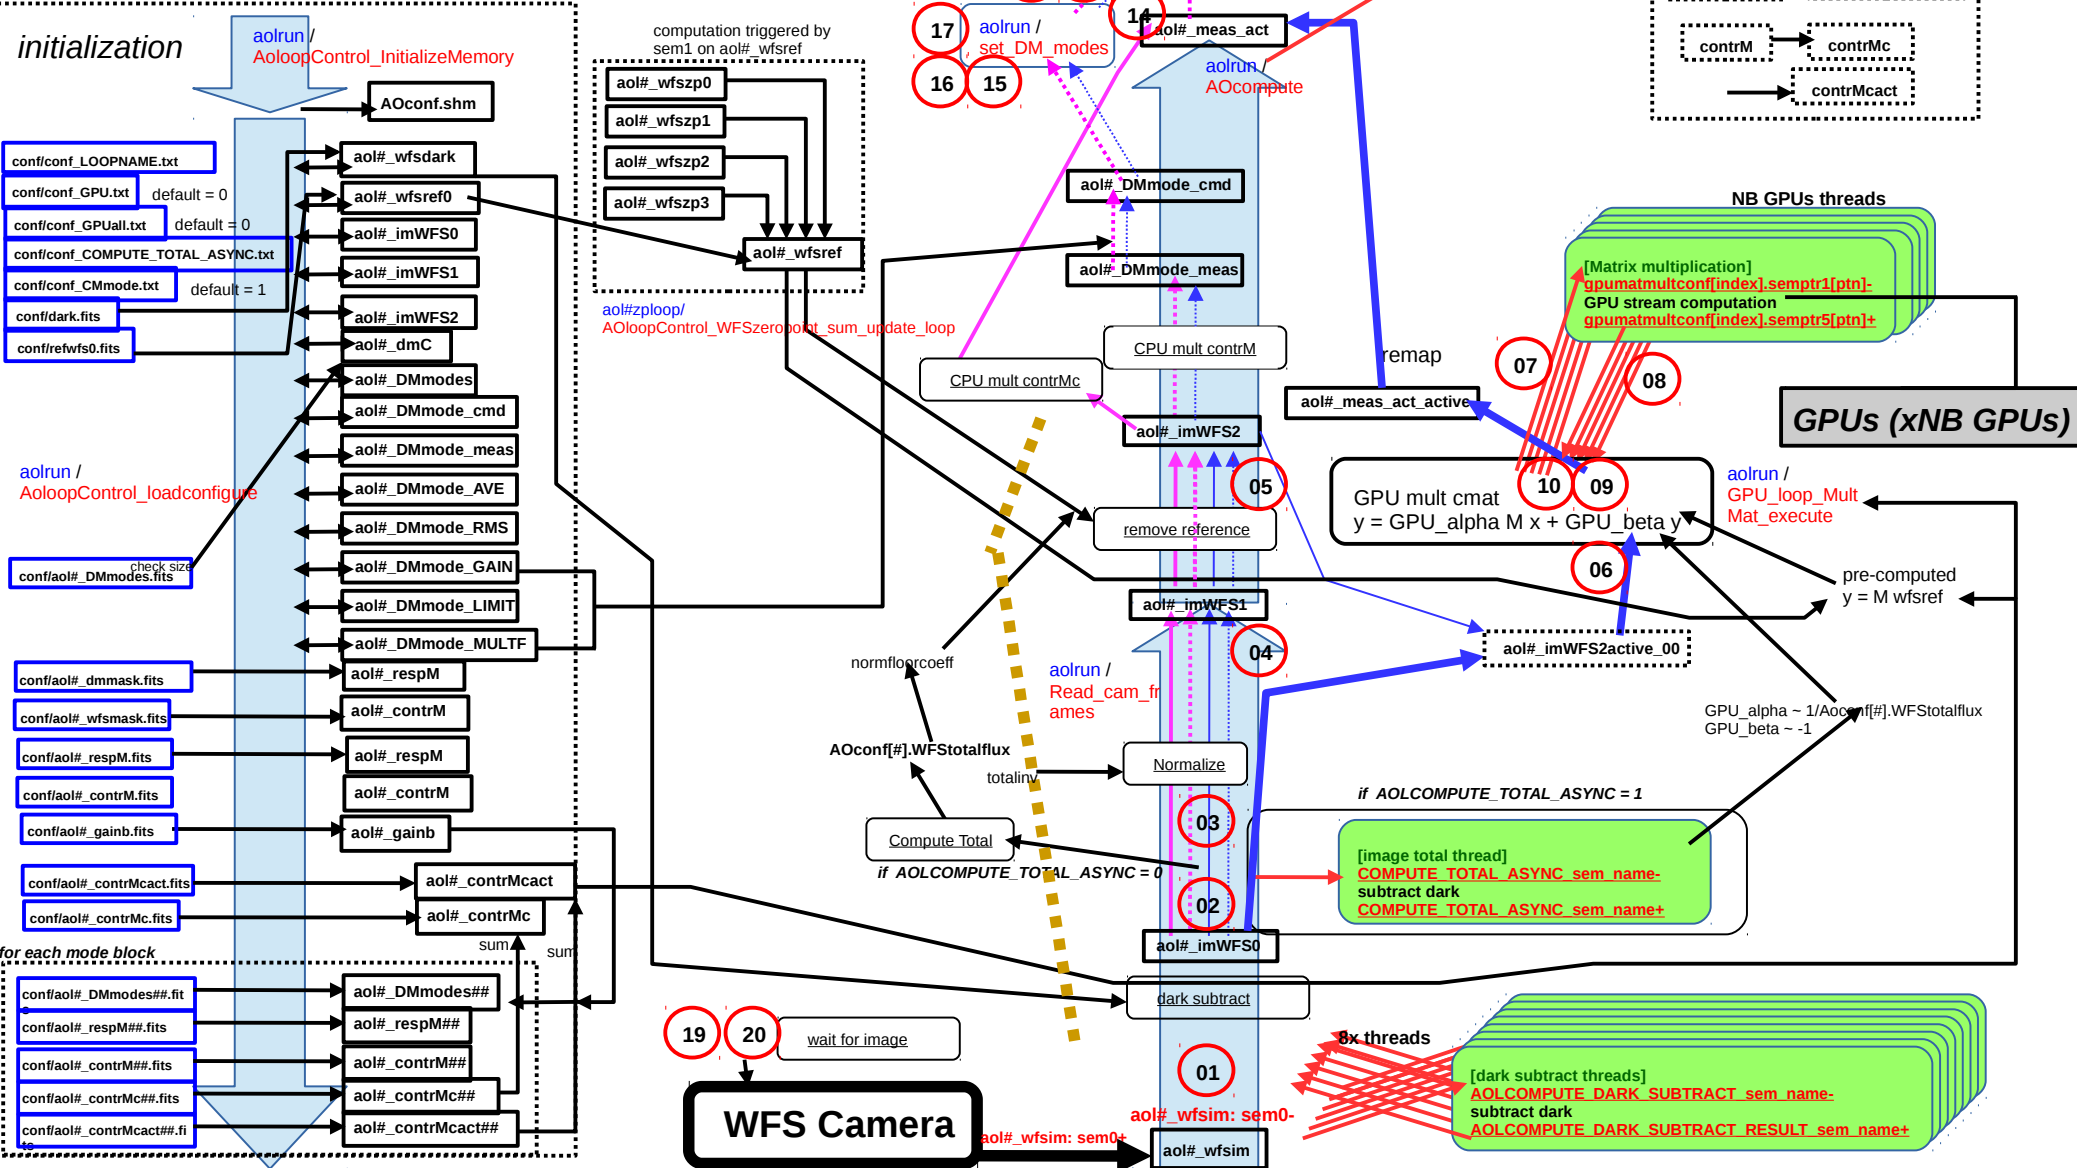 initialization
aolrun /
AoloopControl_InitializeMemory
AOconf.shm
conf/conf_LOOPNAME.txt
conf/conf_GPU.txt
default = 0
conf/conf_GPUall.txt
default = 0
conf/conf_COMPUTE_TOTAL_ASYNC.txt
conf/conf_CMmode.txt
default = 1
conf/dark.fits
conf/refwfs0.fits
aolrun /
AoloopControl_loadconfigure
check size
conf/aol#_DMmodes.fits
conf/aol#_dmmask.fits
conf/aol#_wfsmask.fits
conf/aol#_respM.fits
conf/aol#_contrM.fits
conf/aol#_gainb.fits
conf/aol#_contrMcact.fits
conf/aol#_contrMc.fits
for each mode block
conf/aol#_DMmodes##.fit
s
conf/aol#_respM##.fits
conf/aol#_contrM##.fits
conf/aol#_contrMc##.fits
conf/aol#_contrMcact##.fi
ts
aol#_wfsdark
aol#_wfsref0
aol#_imWFS0
aol#_imWFS1
aol#_imWFS2
aol#_dmC
aol#_DMmodes
aol#_DMmode_cmd
aol#_DMmode_meas
aol#_DMmode_AVE
aol#_DMmode_RMS
aol#_DMmode_GAIN
aol#_DMmode_LIMIT
aol#_DMmode_MULTF
aol#_respM
aol#_contrM
aol#_respM
aol#_contrM
aol#_gainb
aol#_contrMcact
aol#_contrMc
sum
sum
aol#_DMmodes##
aol#_respM##
aol#_contrM##
aol#_contrMc##
aol#_contrMcact##
computation triggered by
sem1 on aol#_wfsref
aol#_wfszp0
aol#_wfszp1
aol#_wfszp2
aol#_wfszp3
aol#_wfsref
aol#zploop/
AOloopControl_WFSzeropoint_sum_update_loop
17
aolrun /
set_DM_modes
16
15
14
aol#_meas_act
aolrun /
AOcompute
aol#_DMmode_cmd
aol#_DMmode_meas
CPU mult contrM
CPU mult contrMc
aol#_imWFS2
05
remove reference
aol#_imWFS1
04
normfloorcoeff
aolrun /
Read_cam_fr
ames
AOconf[#].WFStotalflux
totalinv
Normalize
03
Compute Total
if AOLCOMPUTE_TOTAL_ASYNC = 0
02
aol#_imWFS0
dark subtract
19
20
wait for image
01
WFS Camera
aol#_wfsim: sem0-
aol#_wfsim: sem0+
aol#_wfsim
contrM
contrMc
contrMcact
NB GPUs threads
[Matrix multiplication]
gpumatmultconf[index].semptr1[ptn]-
GPU stream computation
gpumatmultconf[index].semptr5[ptn]+
remap
07
08
aol#_meas_act_active
GPUs (xNB GPUs)
10
09
GPU mult cmat
y = GPU_alpha M x + GPU_beta y
aolrun /
GPU_loop_Mult
Mat_execute
06
pre-computed
y = M wfsref
aol#_imWFS2active_00
GPU_alpha ~ 1/Aoconf[#].WFStotalflux
GPU_beta ~ -1
if AOLCOMPUTE_TOTAL_ASYNC = 1
[image total thread]
COMPUTE_TOTAL_ASYNC_sem_name-
subtract dark
COMPUTE_TOTAL_ASYNC_sem_name+
8x threads
[dark subtract threads]
AOLCOMPUTE_DARK_SUBTRACT_sem_name-
subtract dark
AOLCOMPUTE_DARK_SUBTRACT_RESULT_sem_name+